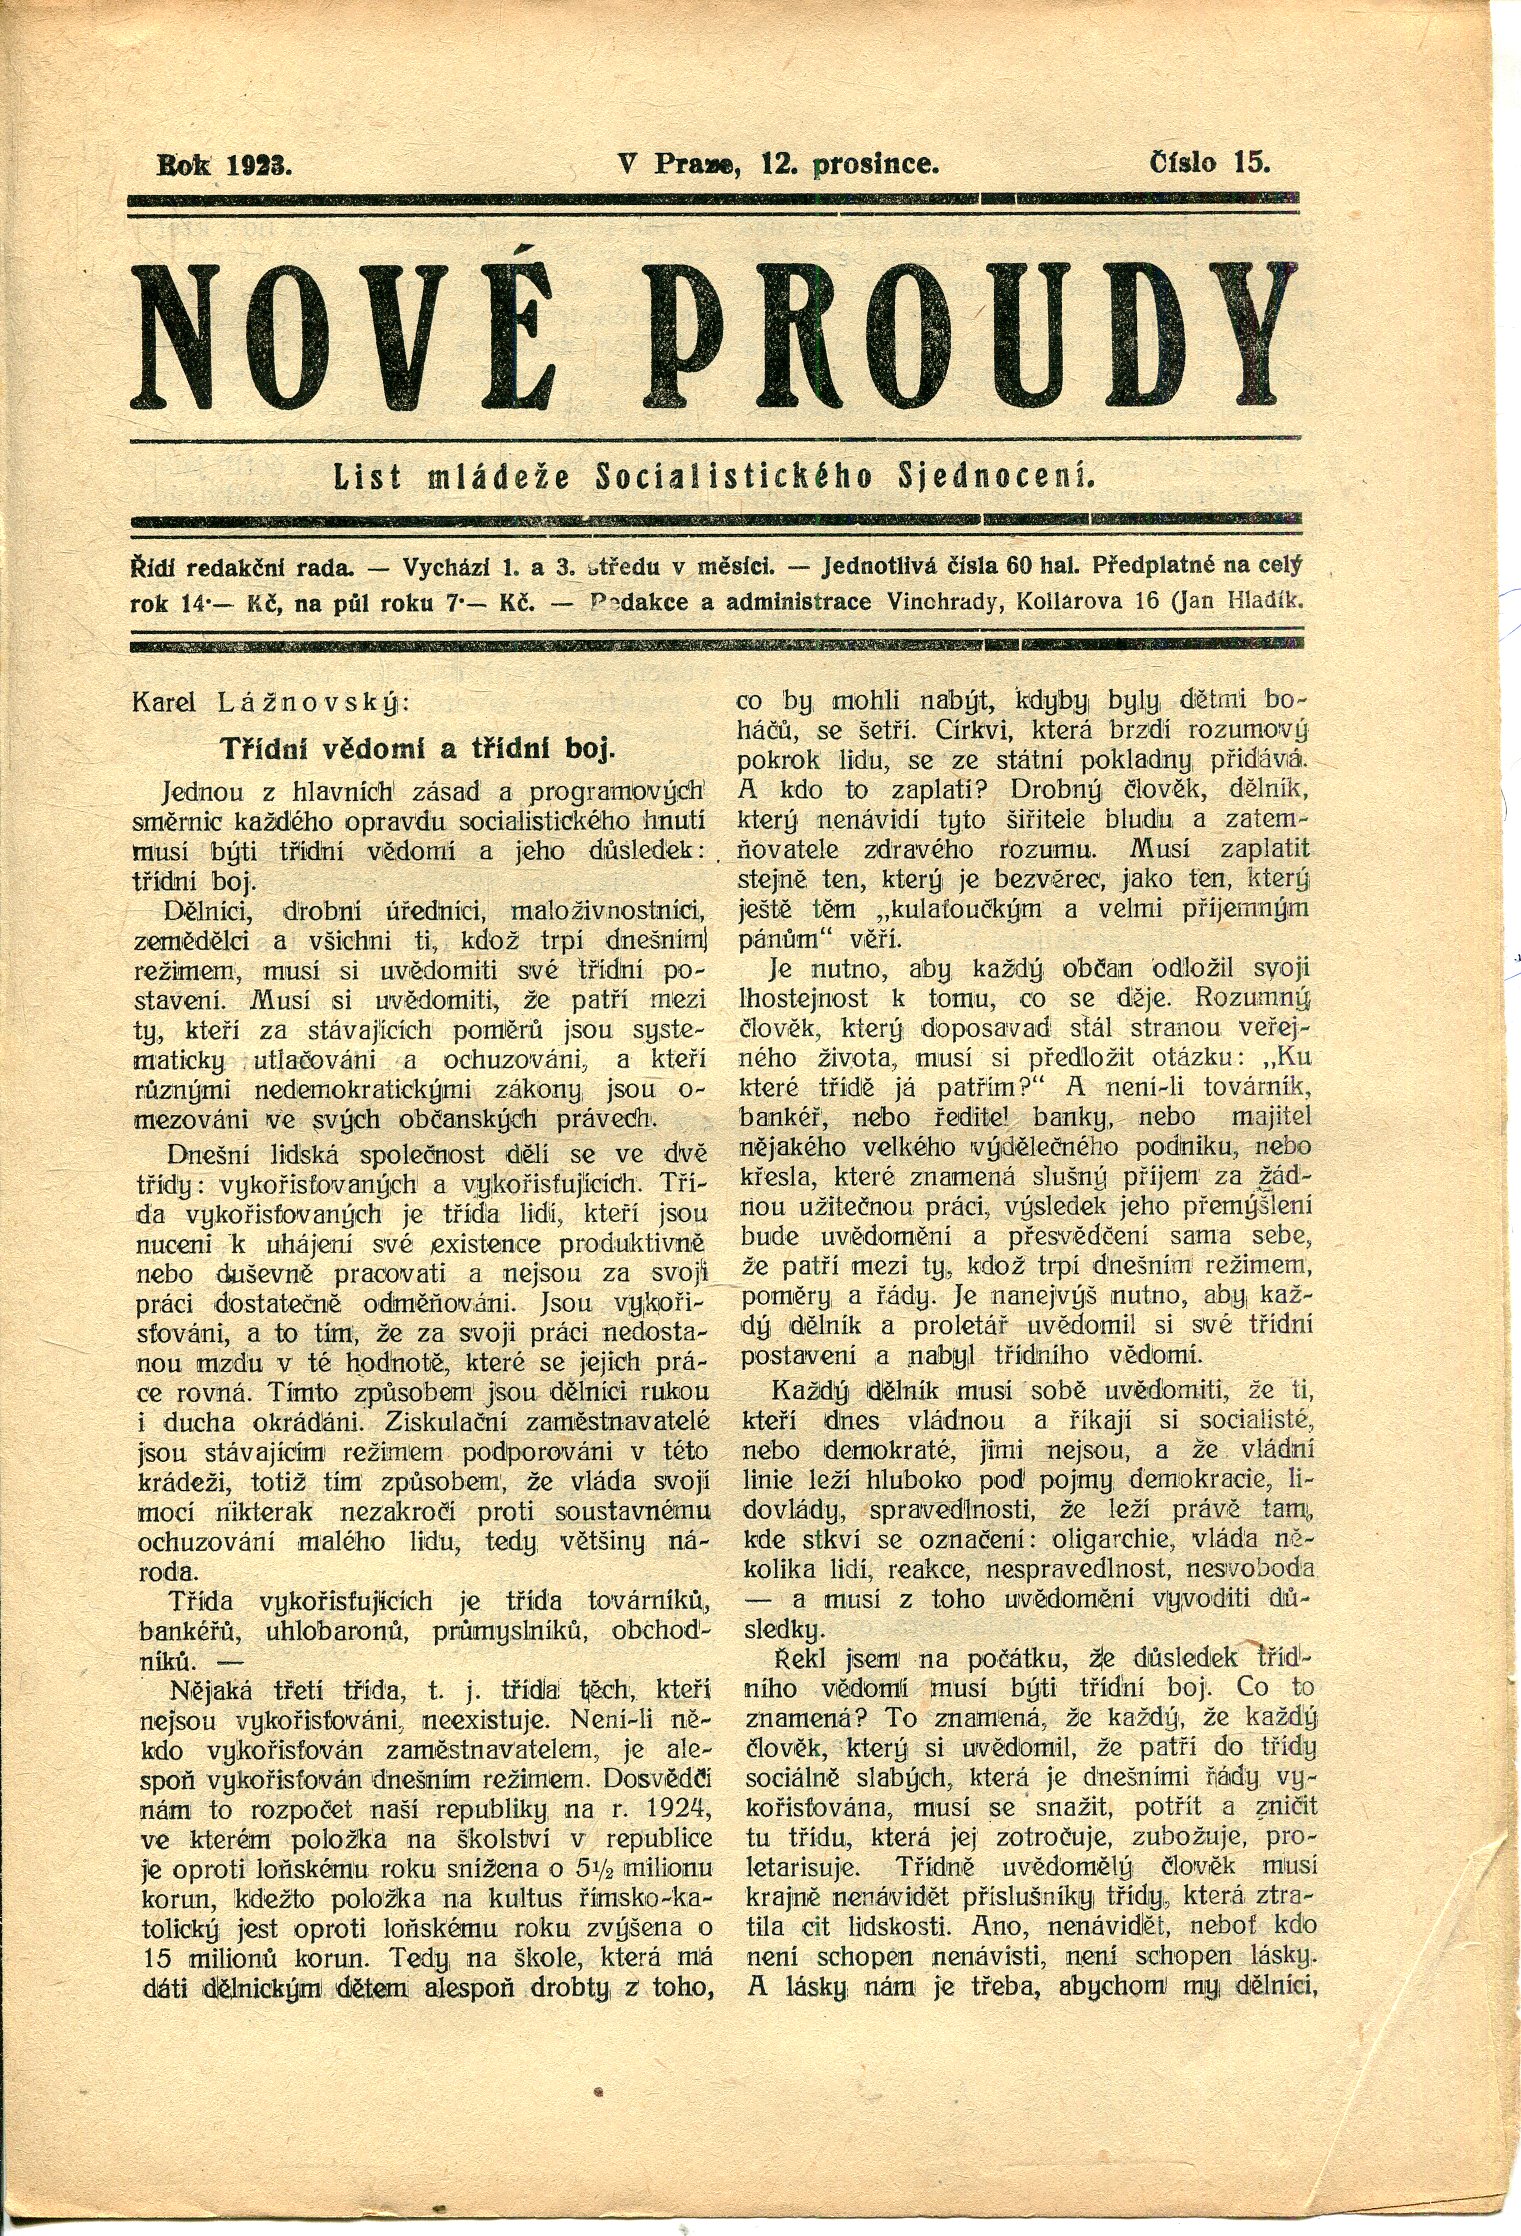 Rok 1923.
V Praze, 12. prosince.
Číslo 15.
NOVÉ PROUDY
List mládeže Socialistického Sjednocení.
Řídí redakční rada. — Vychází 1. a 3. středu v měsíci. — Jednotlivá čísla 60 hal. Předplatné na celý
rok 14·— Kč, na půl roku 7·— Kč. — Redakce a administrace Vinohrady, Kollárova 16 (Jan Hladík.
Karel Lážnovský:
Třídní vědomí a třídní boj.
Jednou z hlavních zásad a programových
směrnic každého opravdu socialistického hnutí
musí býti třídní vědomí a jeho důsledek:
třídní boj.
Dělníci, drobní úředníci, maloživnostníci,
zemědělci a všichni ti, kdož trpí dnešním
režimem, musí si uvědomiti své třídní po-
stavení. Musí si uvědomiti, že patří mezi
ty, kteří za stávajících poměrů jsou syste-
maticky utlačováni a ochuzováni, a kteří
různými nedemokratickými zákony jsou o-
mezováni ve svých občanských právech.
Dnešní lidská společnost dělí se ve dvě
třídy: vykořisťovaných a vykořisťujících. Tří-
da vykořisťovaných je třída lidí, kteří jsou
nuceni k uhájení své existence produktivně
nebo duševně pracovati a nejsou za svoji
práci dostatečně odměňováni. Jsou vykoři-
sťováni, a to tím, že za svoji práci nedosta-
nou mzdu v té hodnotě, které se jejich prá-
ce rovná. Tímto způsobem jsou dělníci rukou
i ducha okrádáni. Ziskulační zaměstnavatelé
jsou stávajícím režimem podporováni v této
krádeži, totiž tím způsobem, že vláda svojí
mocí nikterak nezakročí proti soustavnému
ochuzování malého lidu, tedy většiny ná-
roda.
Třída vykořisťujících je třída továrníků,
bankéřů, uhlobaronů, průmyslníků, obchod-
níků. —
Nějaká třetí třída, t. j. třída těch, kteří
nejsou vykořisťováni, neexistuje. Není-li ně-
kdo vykořisťován zaměstnavatelem, je ale-
spoň vykořisťován dnešním režimem. Dosvědčí
nám to rozpočet naší republiky na r. 1924,
ve kterém položka na školství v republice
je oproti loňskému roku snížena o 5½ milionu
korun, kdežto položka na kultus římsko-ka-
tolický jest oproti loňskému roku zvýšena o
15 milionů korun. Tedy na škole, která má
dáti dělnickým dětem alespoň drobty z toho,
co by mohli nabýt, kdyby byly dětmi bo-
háčů, se šetří. Církvi, která brzdí rozumový
pokrok lidu, se ze státní pokladny přidává.
A kdo to zaplatí? Drobný člověk, dělník,
který nenávidí tyto šiřitele bludu a zatem-
ňovatele zdravého rozumu. Musí zaplatit
stejně ten, který je bezvěrec, jako ten, který
ještě těm „kulaťoučkým a velmi příjemným
pánům“ věří.
Je nutno, aby každý občan odložil svoji
lhostejnost k tomu, co se děje. Rozumný
člověk, který doposavad stál stranou veřej-
ného života, musí si předložit otázku: „Ku
které třídě já patřím?“ A není-li továrník,
bankéř, nebo ředitel banky, nebo majitel
nějakého velkého výdělečného podniku, nebo
křesla, které znamená slušný příjem za žád-
nou užitečnou práci, výsledek jeho přemýšlení
bude uvědomění a přesvědčení sama sebe,
že patří mezi ty, kdož trpí dnešním režimem,
poměry a řády. Je nanejvýš nutno, aby kaž-
dý dělník a proletář uvědomil si své třídní
postavení a nabyl třídního vědomí.
Každý dělník musí sobě uvědomiti, že ti,
kteří dnes vládnou a říkají si socialisté,
nebo demokraté, jimi nejsou, a že vládní
linie leží hluboko pod pojmy demokracie, li-
dovlády, spravedlnosti, že leží právě tam,
kde stkví se označení: oligarchie, vláda ně-
kolika lidí, reakce, nespravedlnost, nesvoboda
— a musí z toho uvědomění vyvoditi dů-
sledky.
Řekl jsem na počátku, že důsledek tříd-
ního vědomí musí býti třídní boj. Co to
znamená? To znamená, že každý, že každý
člověk, který si uvědomil, že patří do třídy
sociálně slabých, která je dnešními řády vy-
kořisťována, musí se snažit, potřít a zničit
tu třídu, která jej zotročuje, zubožuje, pro-
letarisuje. Třídně uvědomělý člověk musí
krajně nenávidět příslušníky třídy, která ztra-
tila cit lidskosti. Ano, nenávidět, neboť kdo
není schopen nenávisti, není schopen lásky.
A lásky nám je třeba, abychom my dělníci,